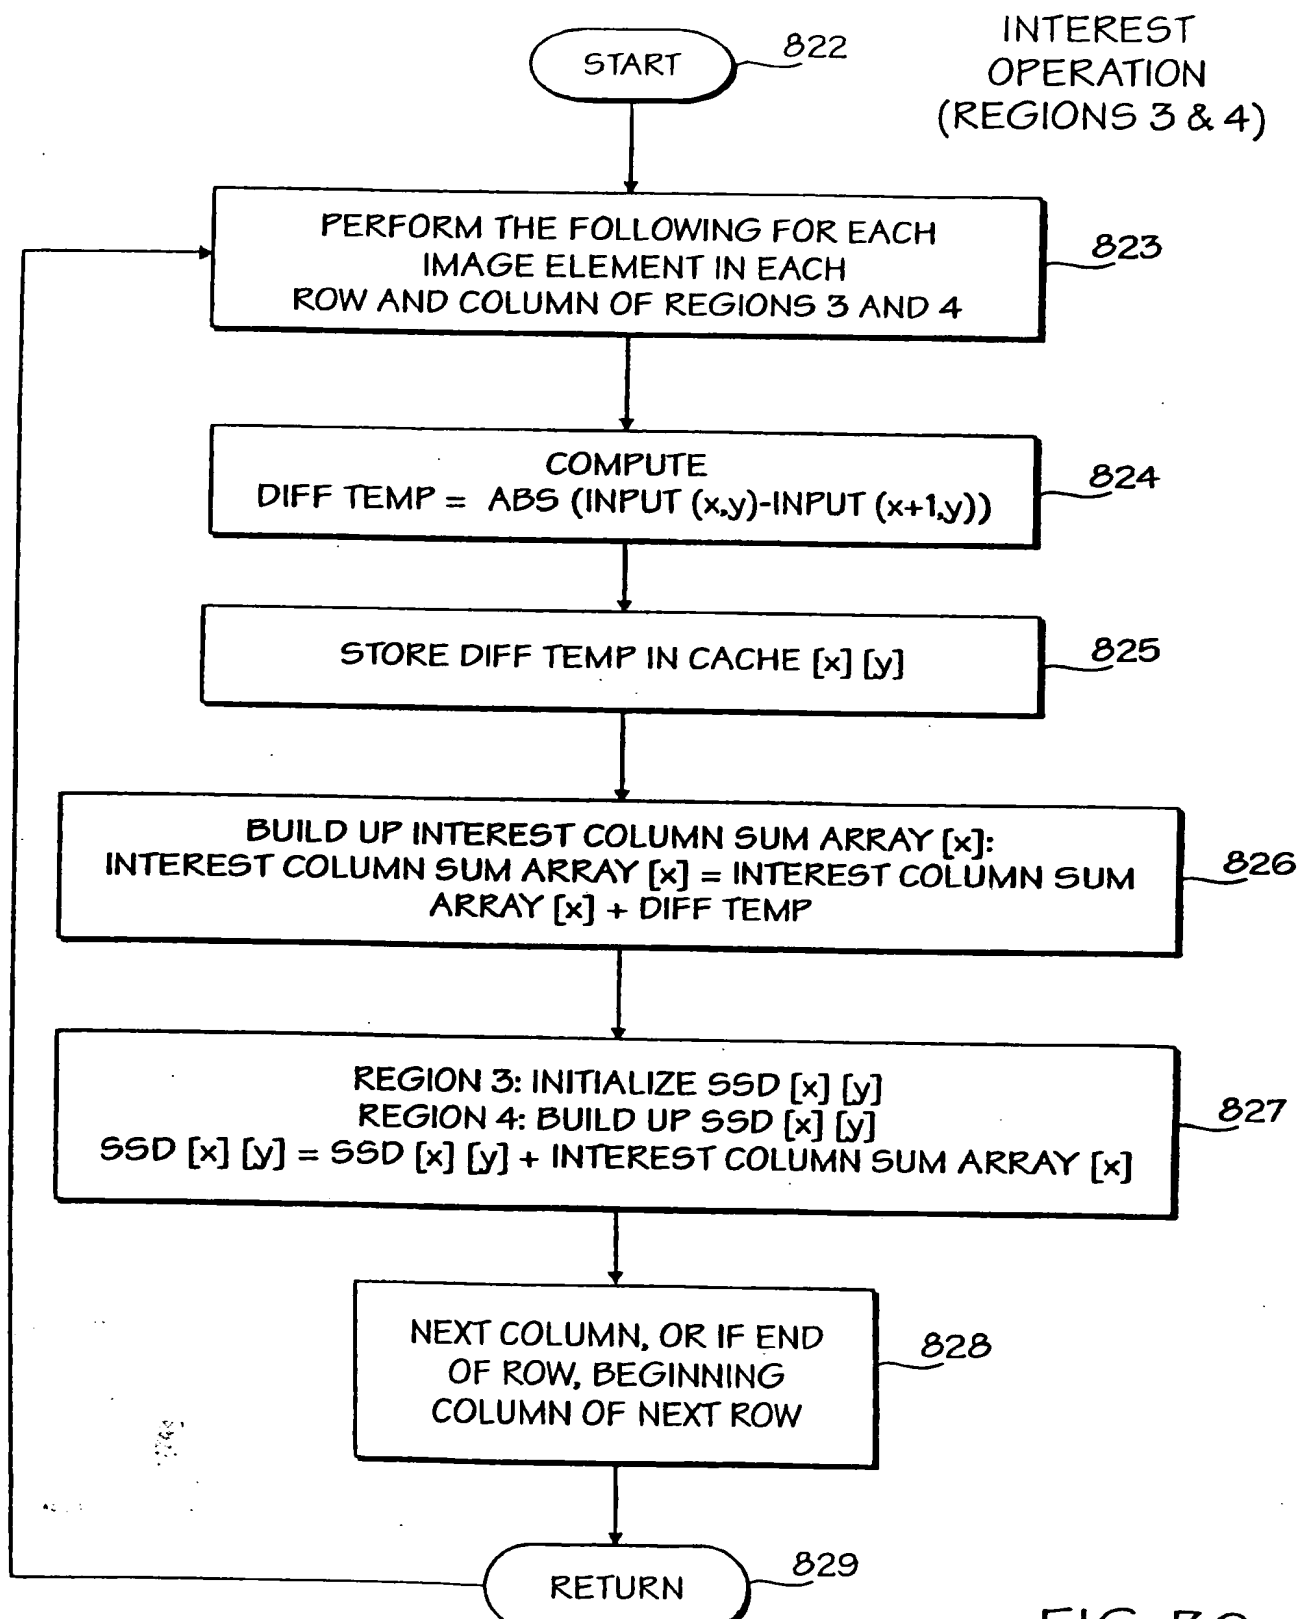 INTEREST
OPERATION
(REGIONS 3 & 4)
START
822
PERFORM THE FOLLOWING FOR EACH
IMAGE ELEMENT IN EACH
ROW AND COLUMN OF REGIONS 3 AND 4
823
COMPUTE
DIFF TEMP = ABS (INPUT (x,y)-INPUT (x+1,y))
824
STORE DIFF TEMP IN CACHE [x] [y]
825
BUILD UP INTEREST COLUMN SUM ARRAY [x]:
INTEREST COLUMN SUM ARRAY [x] = INTEREST COLUMN SUM
ARRAY [x] + DIFF TEMP
826
REGION 3: INITIALIZE SSD [x] [y]
REGION 4: BUILD UP SSD [x] [y]
SSD [x] [y] = SSD [x] [y] + INTEREST COLUMN SUM ARRAY [x]
827
NEXT COLUMN, OR IF END
OF ROW, BEGINNING
COLUMN OF NEXT ROW
828
RETURN
829